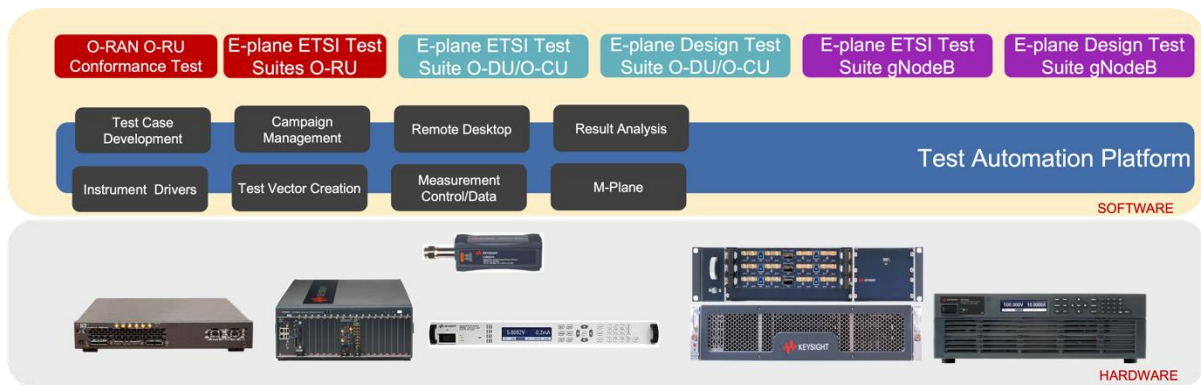 O-RAN O-RU
Conformance Test
E-plane ETSI Test
Suites O-RU
E-plane ETSI Test
Suite O-DU/O-CU
E-plane Design Test
Suite O-DU/O-CU
E-plane ETSI Test
Suite gNodeB
E-plane Design Test
Suite gNodeB
Test Case
Development
Campaign
Management
Remote Desktop
Result Analysis
Test Automation Platform
Instrument Drivers
Test Vector Creation
Measurement
Control/Data
M-Plane
SOFTWARE
KEYSIGHT
KEYSIGHT
HARDWARE